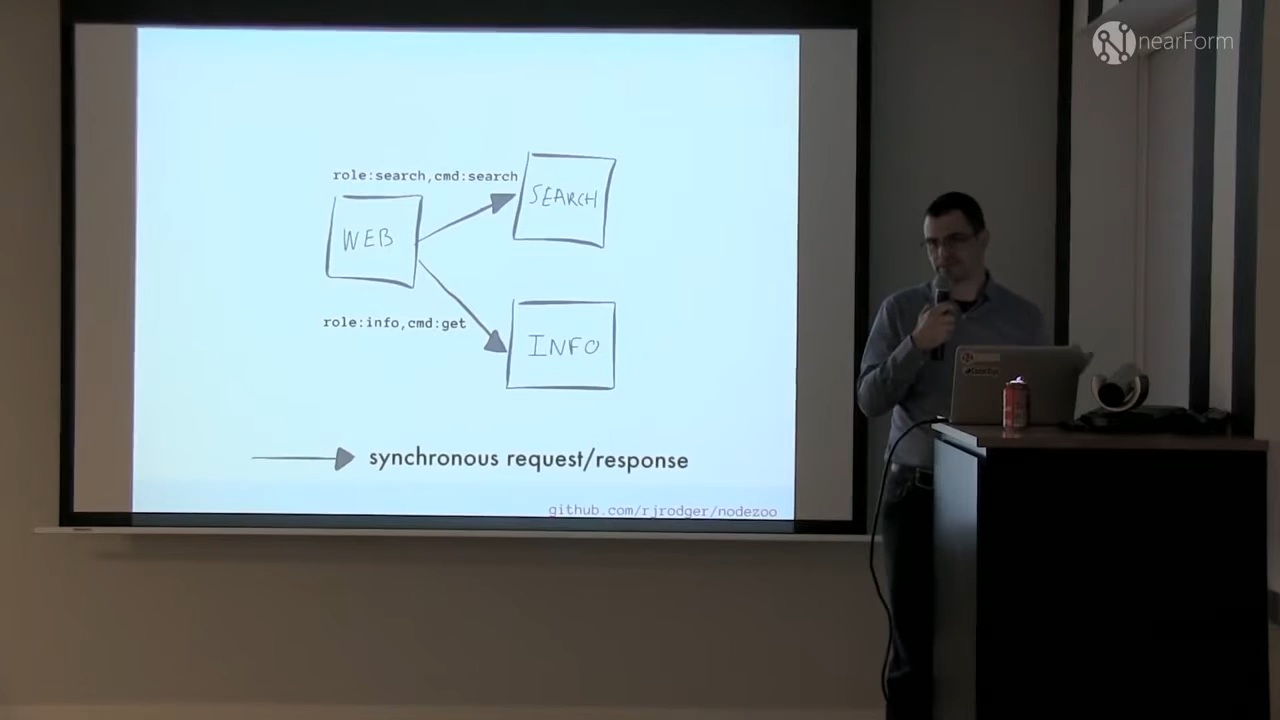 nearForm
role:search,cmd:search
SEARCH
WEB
role:info,cmd:get
INFO
synchronous request/response
github.com/rjrodger/nodezoo